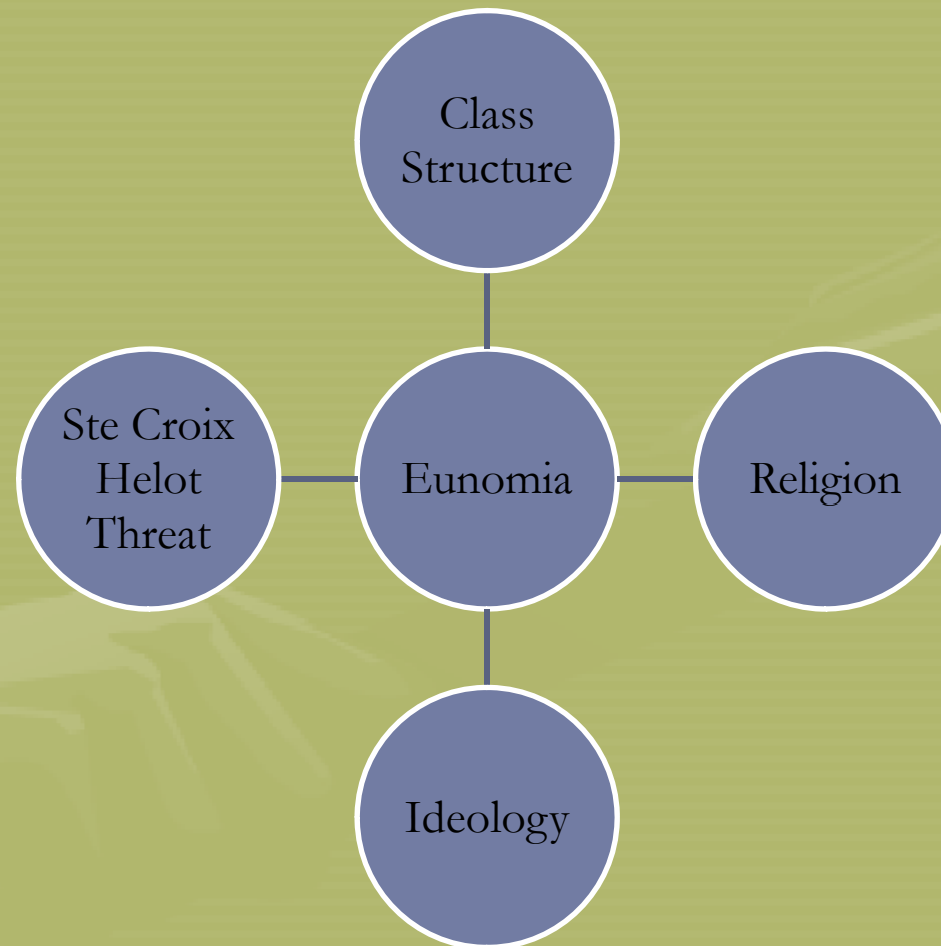 Class
Structure
Ste Croix
Helot
Threat
Eunomia
Religion
Ideology